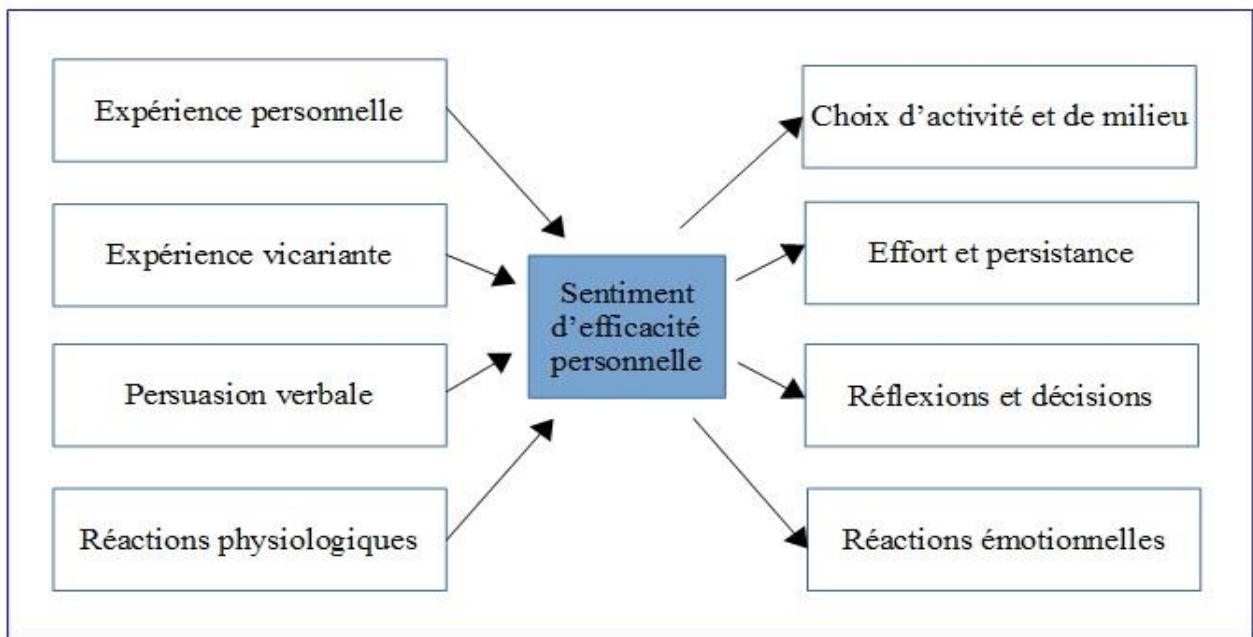 Expérience personnelle
Expérience vicariante
Persuasion verbale
Réactions physiologiques
Sentiment
d’efficacité
personnelle
Choix d’activité et de milieu
Effort et persistance
Réflexions et décisions
Réactions émotionnelles